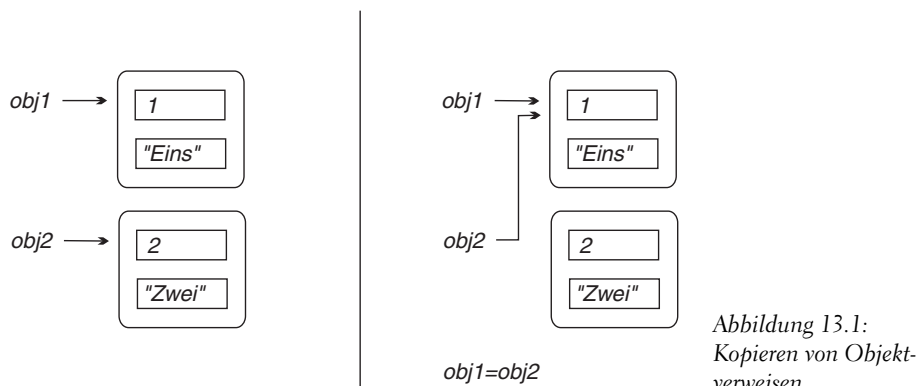 obj1
1
"Eins"
obj2
2
"Zwei"
obj1
1
"Eins"
obj2
2
"Zwei"
obj1=obj2
Abbildung 13.1:
Kopieren von Objekt-
verweisen